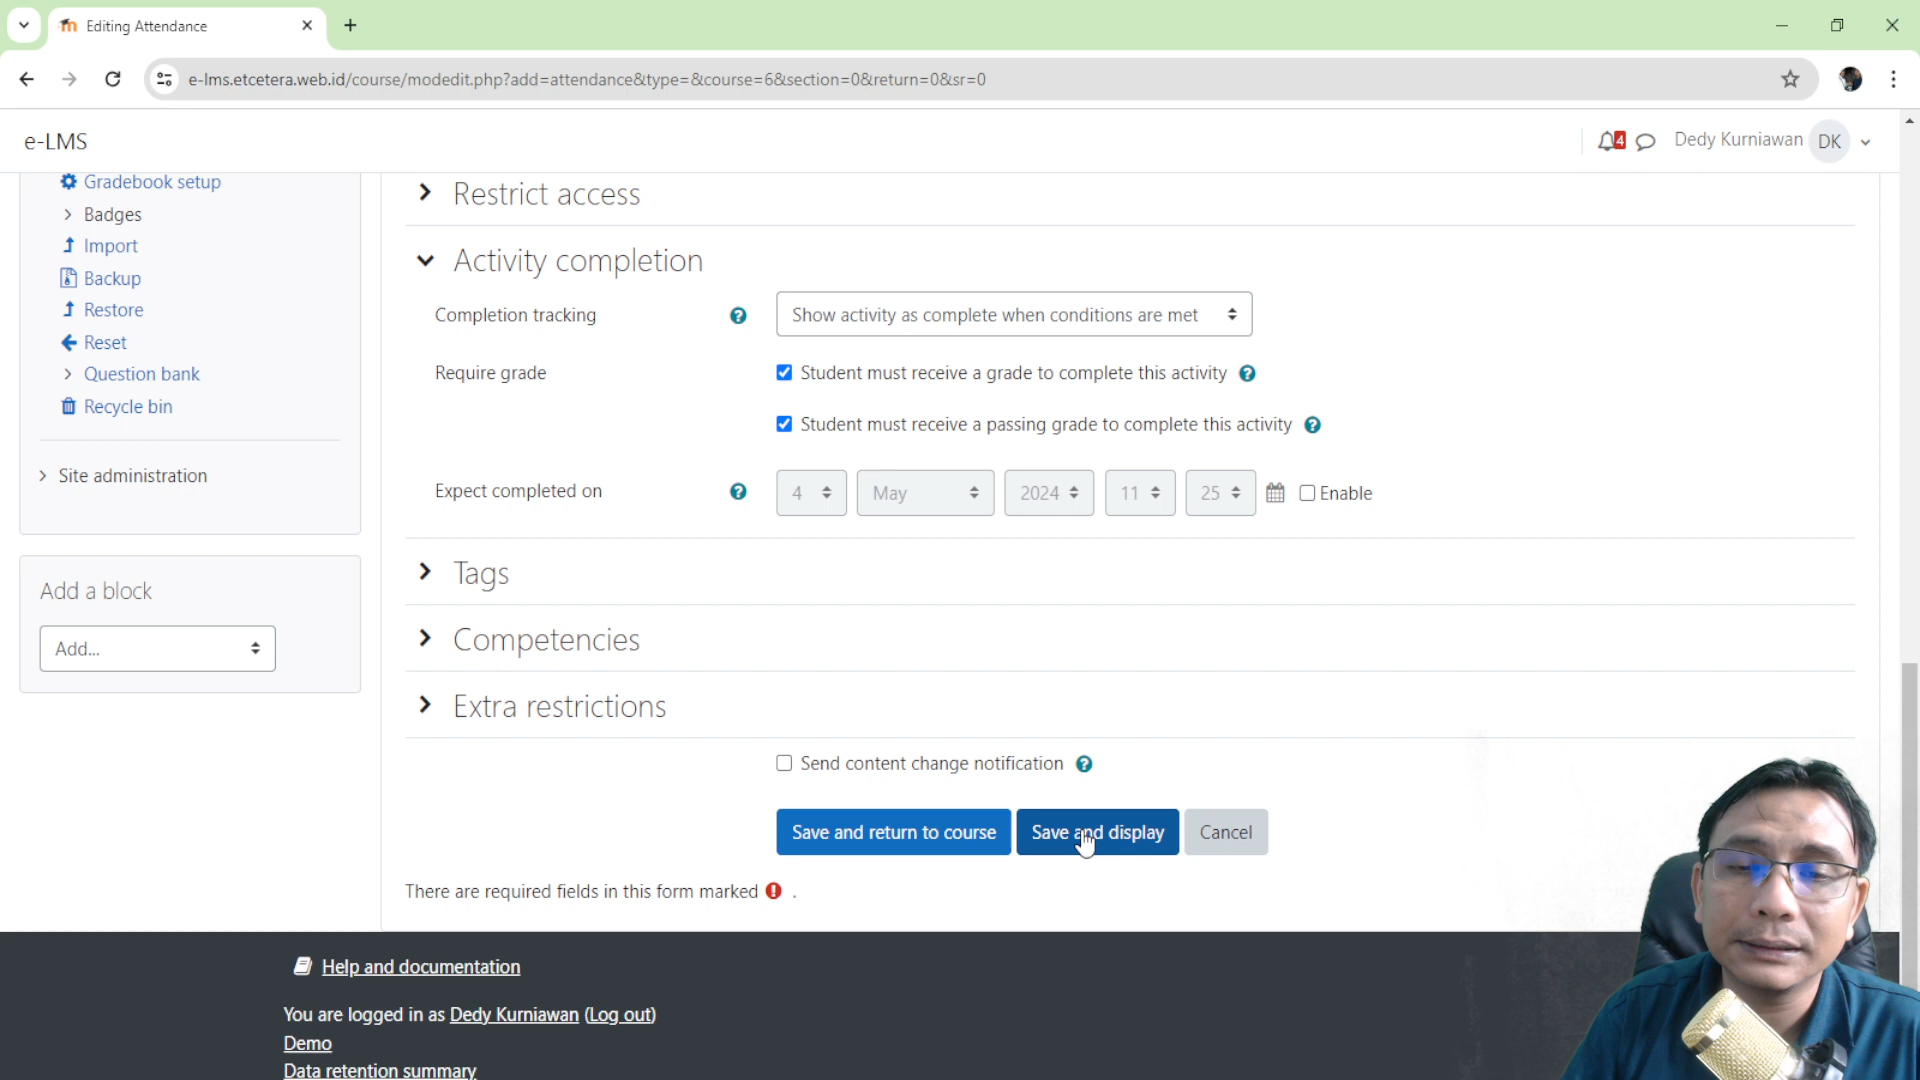 Editing Attendance
e-lms.etcetera.web.id/course/modedit.php?add=attendance&type=&course=6&section=0&return=0&sr=0
e-LMS
4
Dedy Kurniawan DK
Gradebook setup
Badges
Import
Backup
Restore
Reset
Question bank
Recycle bin
Site administration
Add a block
Add...
Restrict access
Activity completion
Completion tracking ? Show activity as complete when conditions are met
Require grade Student must receive a grade to complete this activity ?
Student must receive a passing grade to complete this activity ?
Expect completed on ? 4 May 2024 11 25 Enable
Tags
Competencies
Extra restrictions
Send content change notification ?
Save and return to course Save and display Cancel
There are required fields in this form marked ! .
Help and documentation
You are logged in as Dedy Kurniawan (Log out)
Demo
Data retention summary